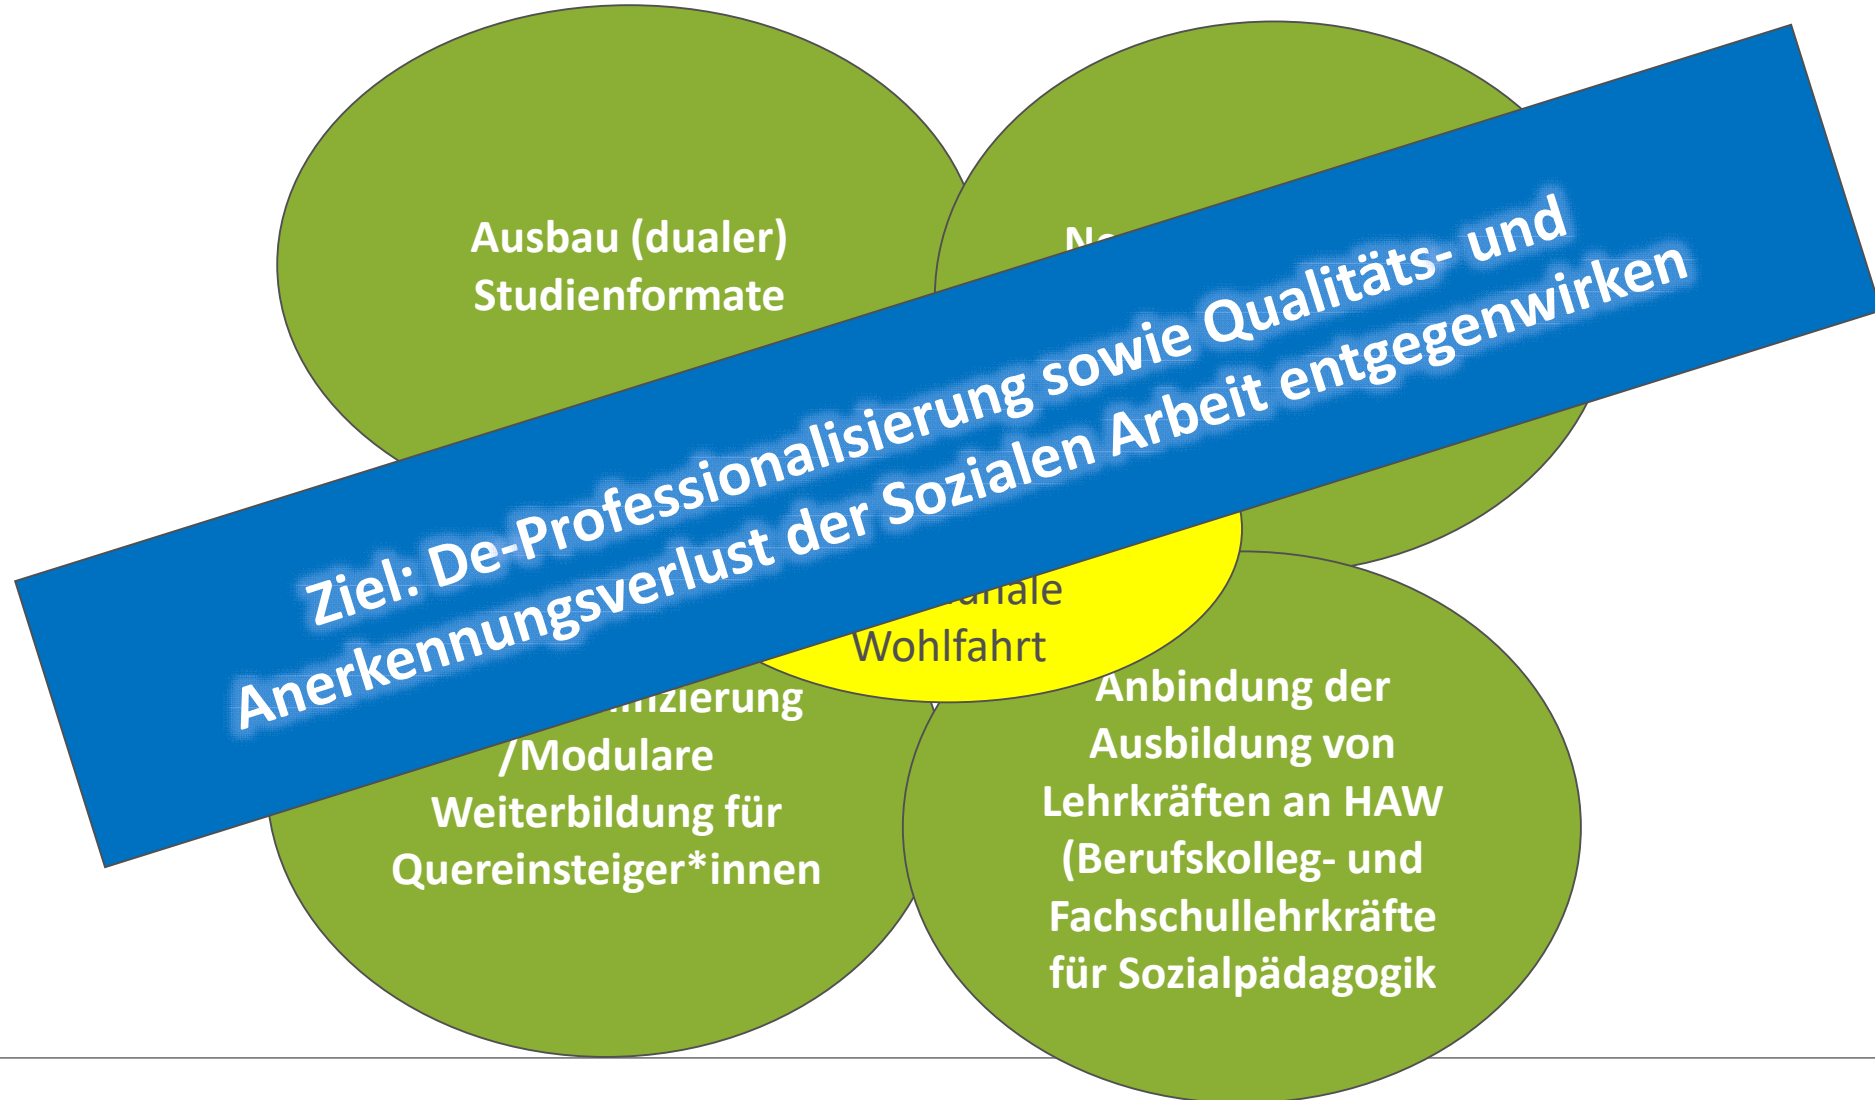 Ausbau (dualer)
Studienformate
Ziel: De-Professionalisierung sowie Qualitäts- und
Anerkennungsverlust der Sozialen Arbeit entgegenwirken
Wohlfahrt
/Modulare
Weiterbildung für
Quereinsteiger*innen
Anbindung der
Ausbildung von
Lehrkräften an HAW
(Berufskolleg- und
Fachschullehrkräfte
für Sozialpädagogik